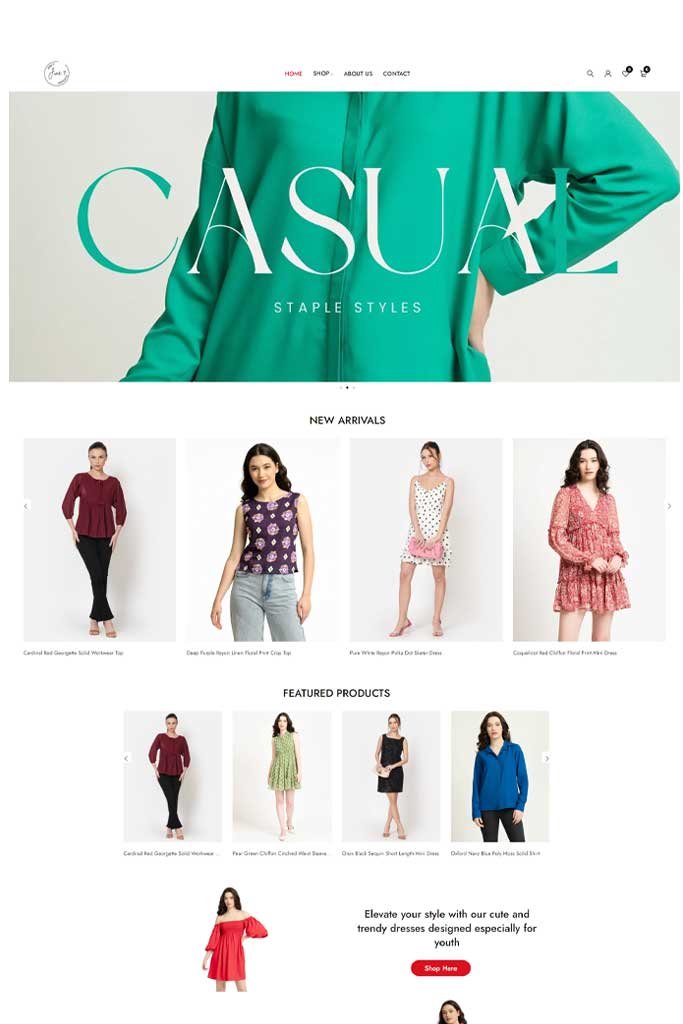 HOME SHOP ABOUT US CONTACT
0 0
CASUAL
STAPLE STYLES
NEW ARRIVALS
Cardinal Red Georgette Solid Workwear Top
Deep Purple Rayon Linen Floral Print Crop Top
Pure White Rayon Polka Dot Skater Dress
Coquelicot Red Chiffon Floral Print Mini Dress
FEATURED PRODUCTS
Cardinal Red Georgette Solid Workwear ...
Pear Green Chiffon Cinched Waist Sleeve...
Black Sequin Short Length Mini Dress
Oxford Navy Blue Poly Moss Solid Shirt
Elevate your style with our cute and
trendy dresses designed especially for
youth
Shop Here